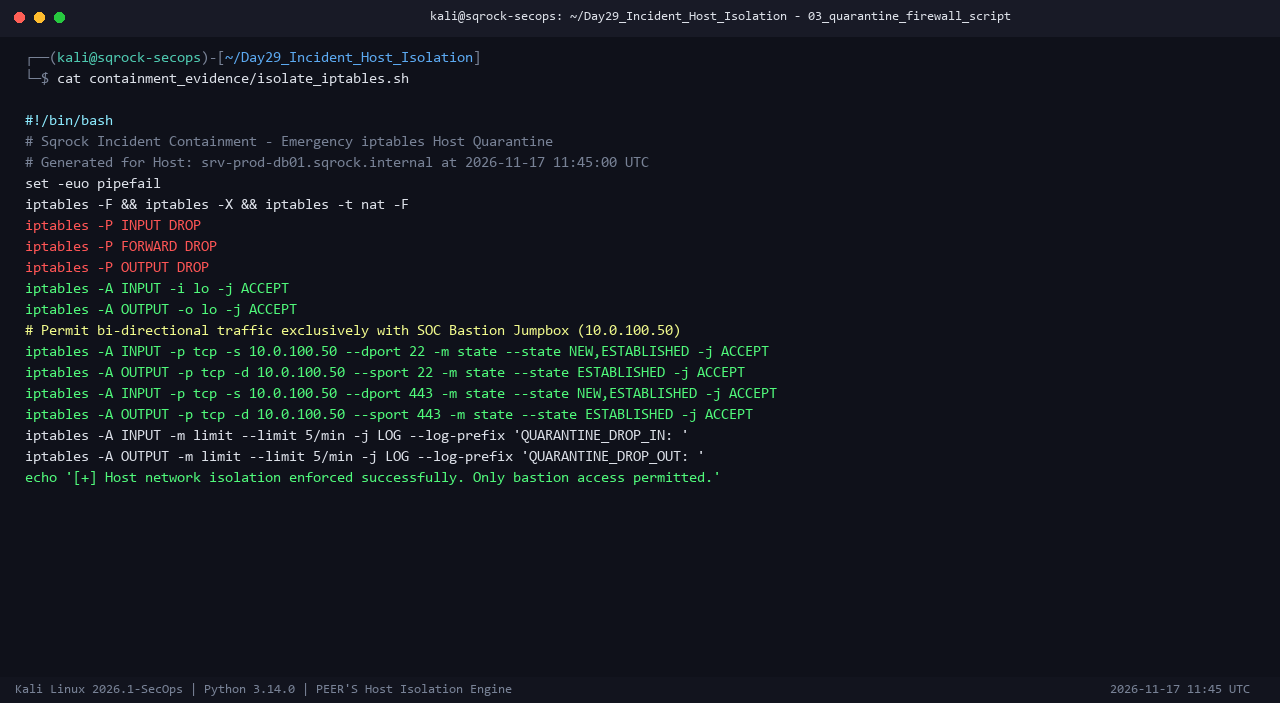 kali@sqrock-secops: ~/Day29_Incident_Host_Isolation - 03_quarantine_firewall_script
┌──(kali@sqrock-secops)-[~/Day29_Incident_Host_Isolation]
└─$ cat containment_evidence/isolate_iptables.sh
#!/bin/bash
# Sqrock Incident Containment - Emergency iptables Host Quarantine
# Generated for Host: srv-prod-db01.sqrock.internal at 2026-11-17 11:45:00 UTC
set -euo pipefail
iptables -F && iptables -X && iptables -t nat -F
iptables -P INPUT DROP
iptables -P FORWARD DROP
iptables -P OUTPUT DROP
iptables -A INPUT -i lo -j ACCEPT
iptables -A OUTPUT -o lo -j ACCEPT
# Permit bi-directional traffic exclusively with SOC Bastion Jumpbox (10.0.100.50)
iptables -A INPUT -p tcp -s 10.0.100.50 --dport 22 -m state --state NEW,ESTABLISHED -j ACCEPT
iptables -A OUTPUT -p tcp -d 10.0.100.50 --sport 22 -m state --state ESTABLISHED -j ACCEPT
iptables -A INPUT -p tcp -s 10.0.100.50 --dport 443 -m state --state NEW,ESTABLISHED -j ACCEPT
iptables -A OUTPUT -p tcp -d 10.0.100.50 --sport 443 -m state --state ESTABLISHED -j ACCEPT
iptables -A INPUT -m limit --limit 5/min -j LOG --log-prefix 'QUARANTINE_DROP_IN: '
iptables -A OUTPUT -m limit --limit 5/min -j LOG --log-prefix 'QUARANTINE_DROP_OUT: '
echo '[+] Host network isolation enforced successfully. Only bastion access permitted.'
Kali Linux 2026.1-SecOps | Python 3.14.0 | PEER'S Host Isolation Engine
2026-11-17 11:45 UTC